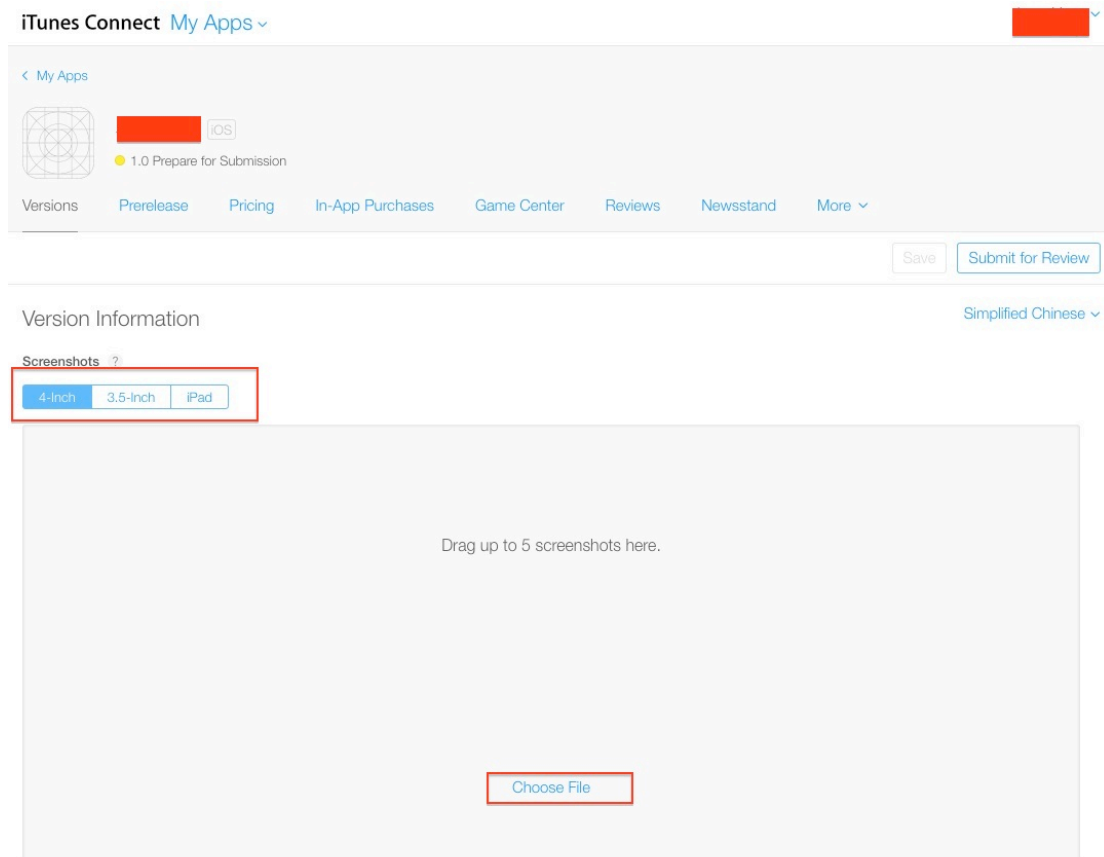 iTunes Connect My Apps
My Apps
iOS
1.0 Prepare for Submission
Versions Prerelease Pricing In-App Purchases Game Center Reviews Newsstand More
Save Submit for Review
Version Information Simplified Chinese
Screenshots ?
4-Inch 3.5-Inch iPad
Drag up to 5 screenshots here.
Choose File